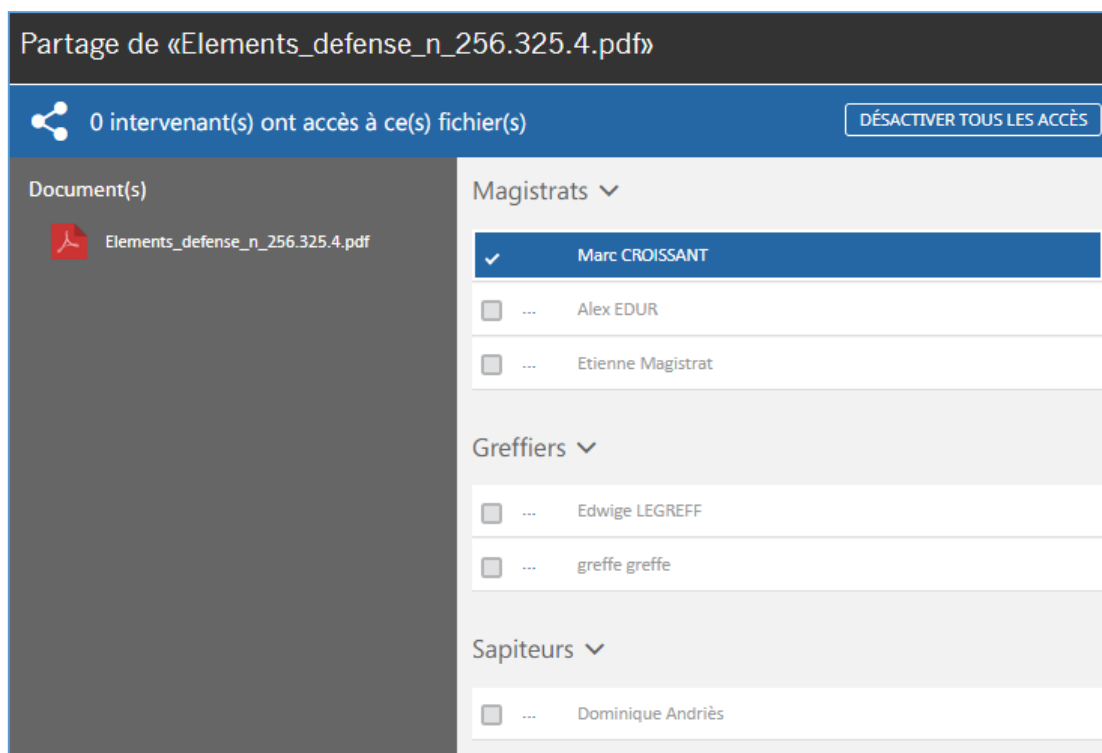 Partage de «Elements_defense_n_256.325.4.pdf»
0 intervenant(s) ont accès à ce(s) fichier(s)
DÉSACTIVER TOUS LES ACCÈS
Document(s)
Elements_defense_n_256.325.4.pdf
Magistrats
Marc CROISSANT
... Alex EDUR
... Etienne Magistrat
Greffiers
... Edwige LEGREFF
... greffe greffe
Sapiteurs
... Dominique Andriès